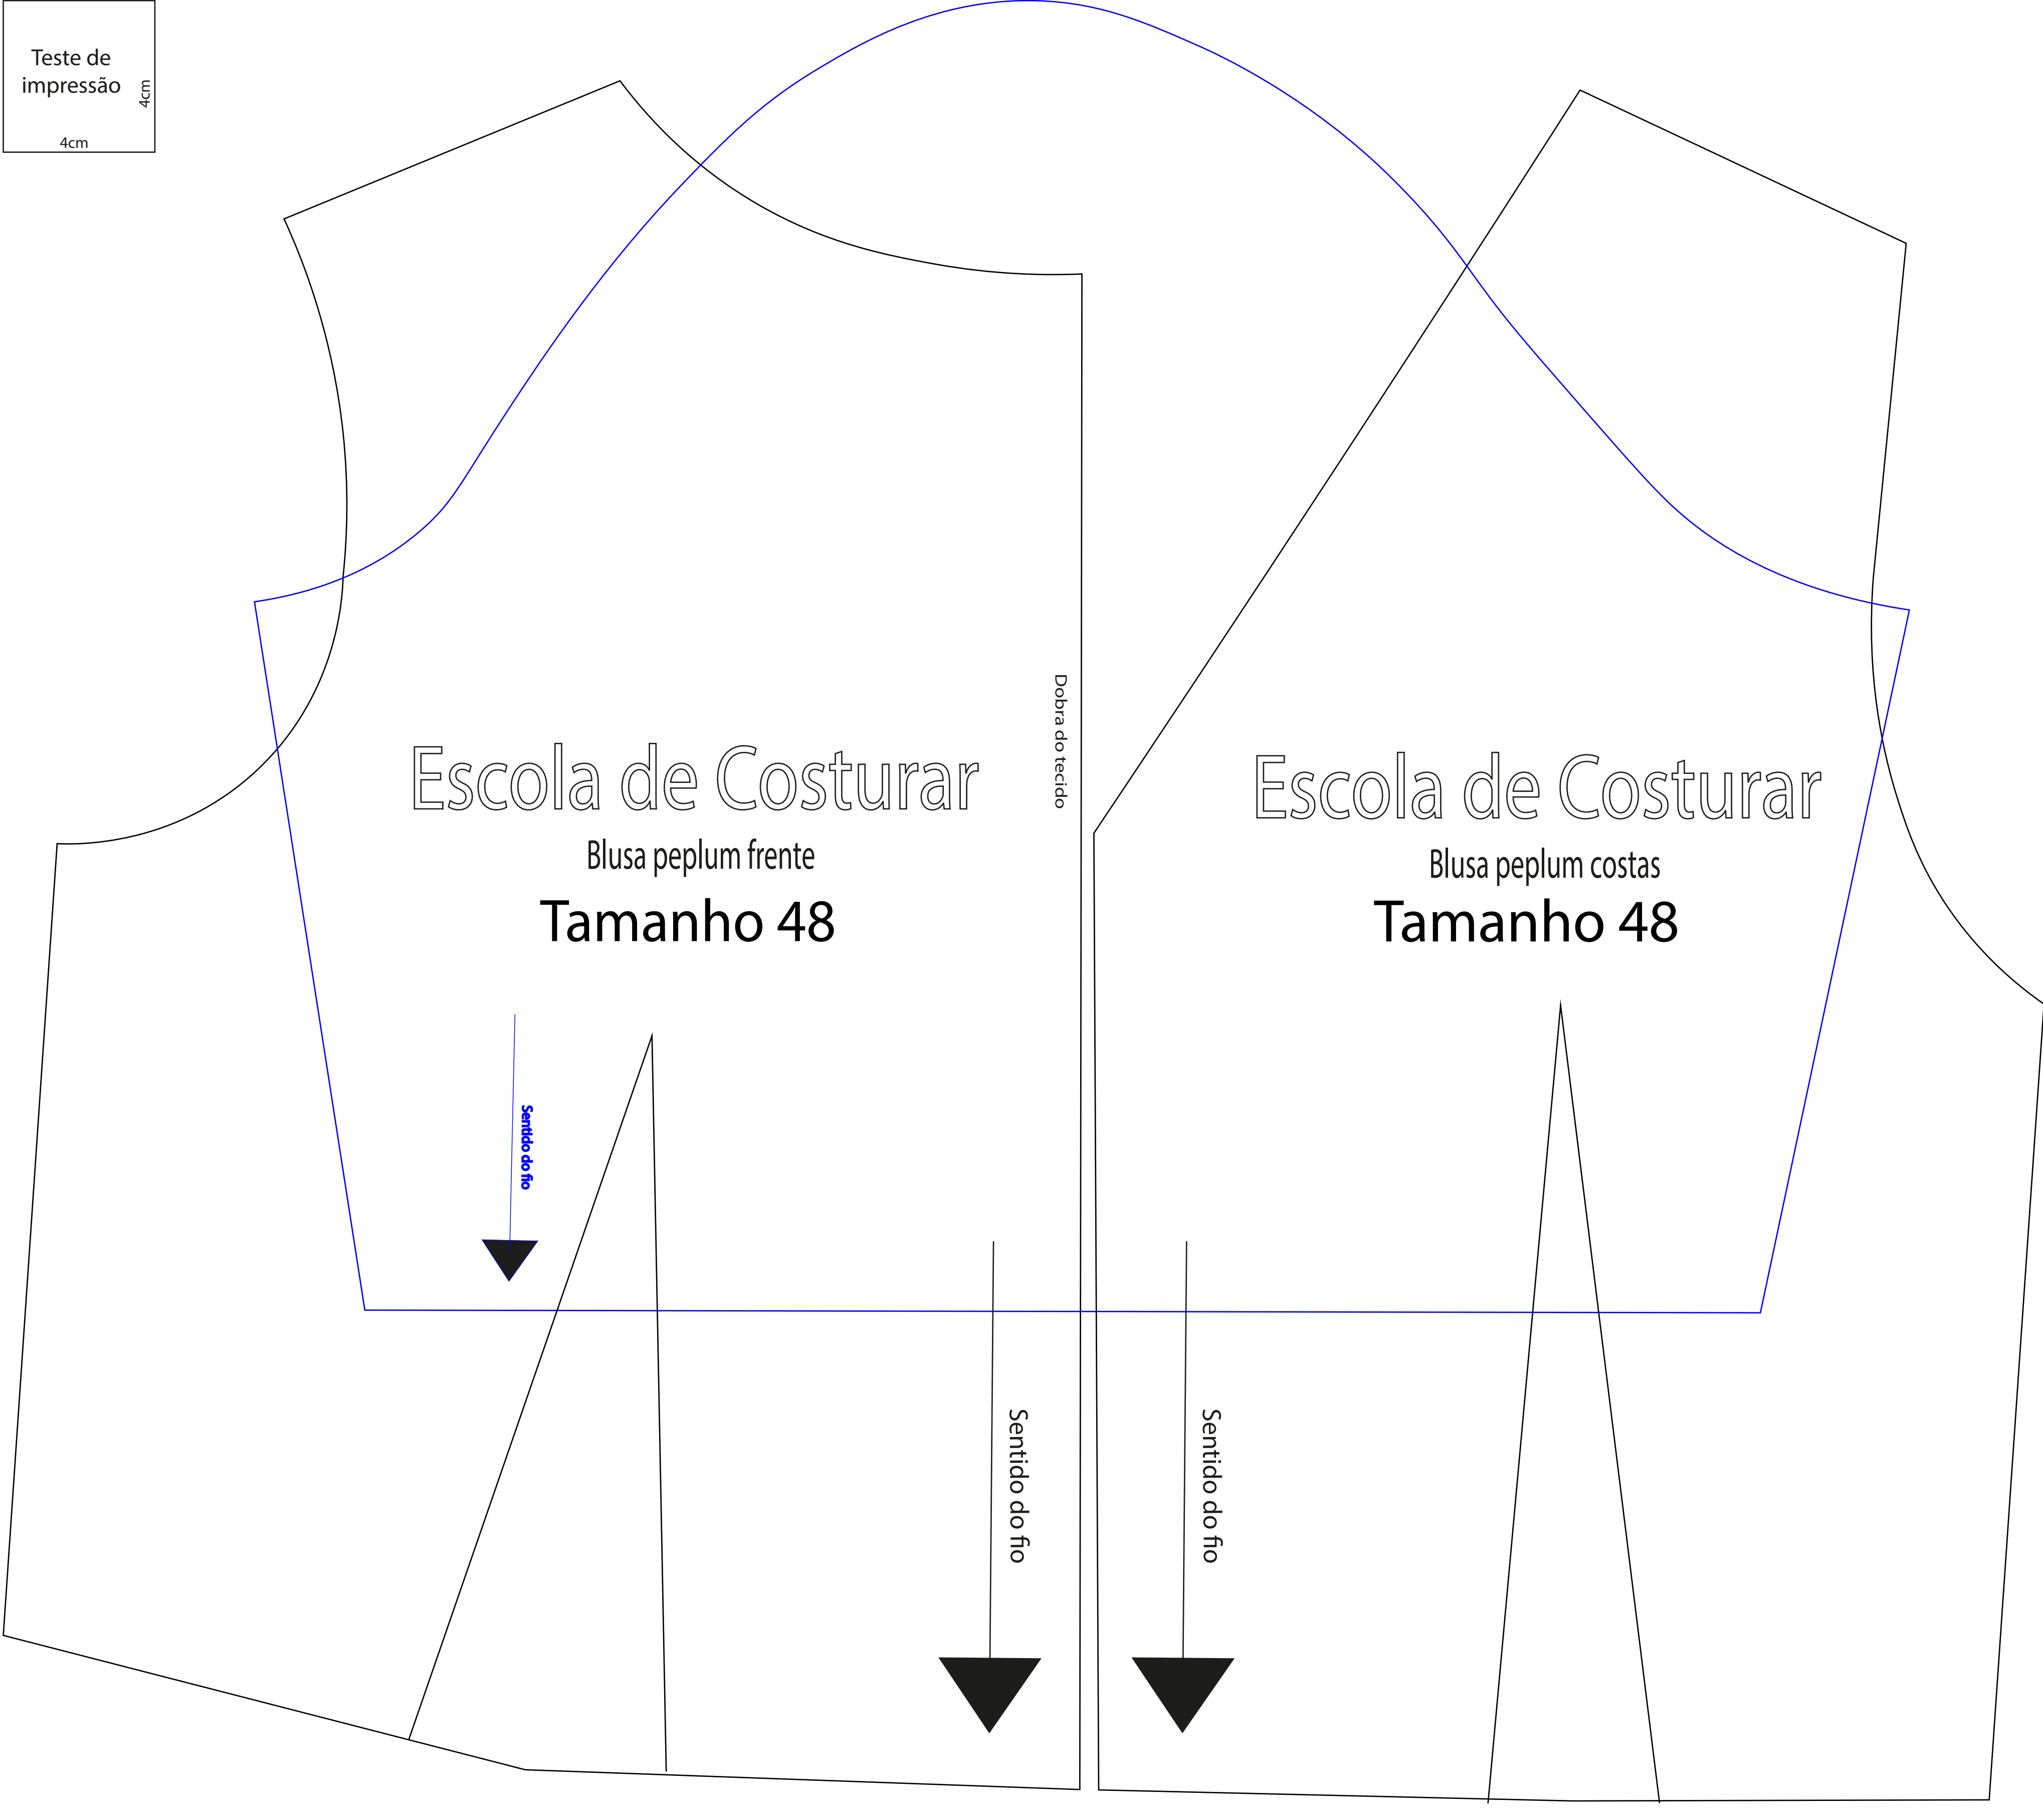 Teste de
impressão
4cm
4cm
Dobra do tecido
Escola de Costurar
Blusa peplum frente
Tamanho 48
Escola de Costurar
Blusa peplum costas
Tamanho 48
Sentido do fio
Sentido do fio
Sentido do fio